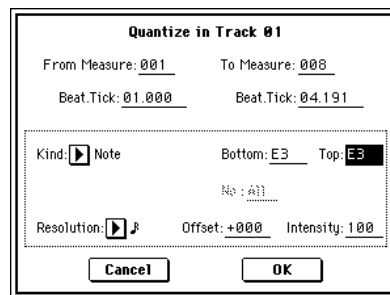 Quantize in Track 01
From Measure: 001 To Measure: 008
Beat.Tick: 01.000 Beat.Tick: 04.191
Kind: Note Bottom: E3 Top: E3
No : All
Resolution: Offset: +000 Intensity: 100
Cancel OK